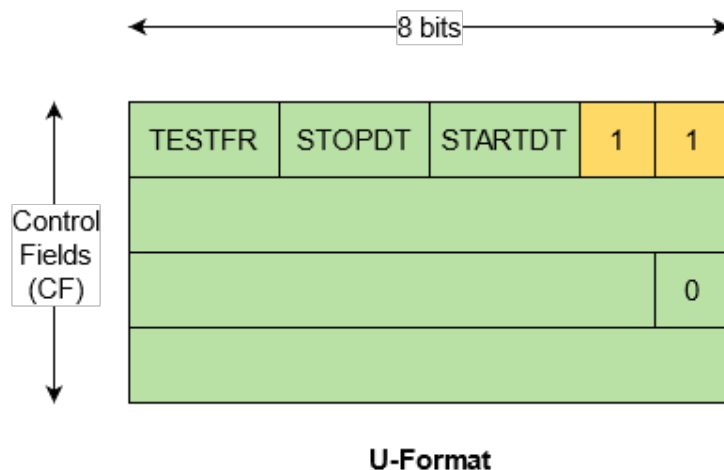 8 bits
TESTFR STOPDT STARTDT 1 1
Control
Fields
(CF)
0
U-Format